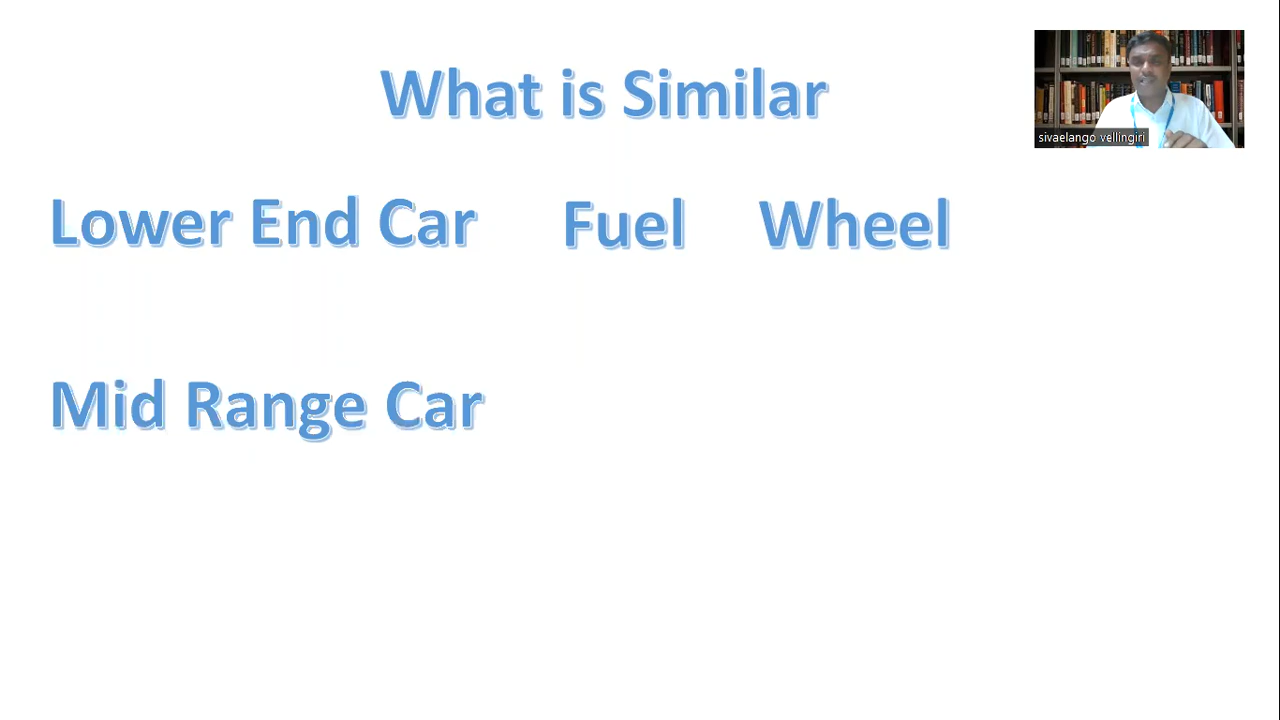 What is Similar
sivaelango vellingiri
Lower End Car Fuel Wheel
Mid Range Car